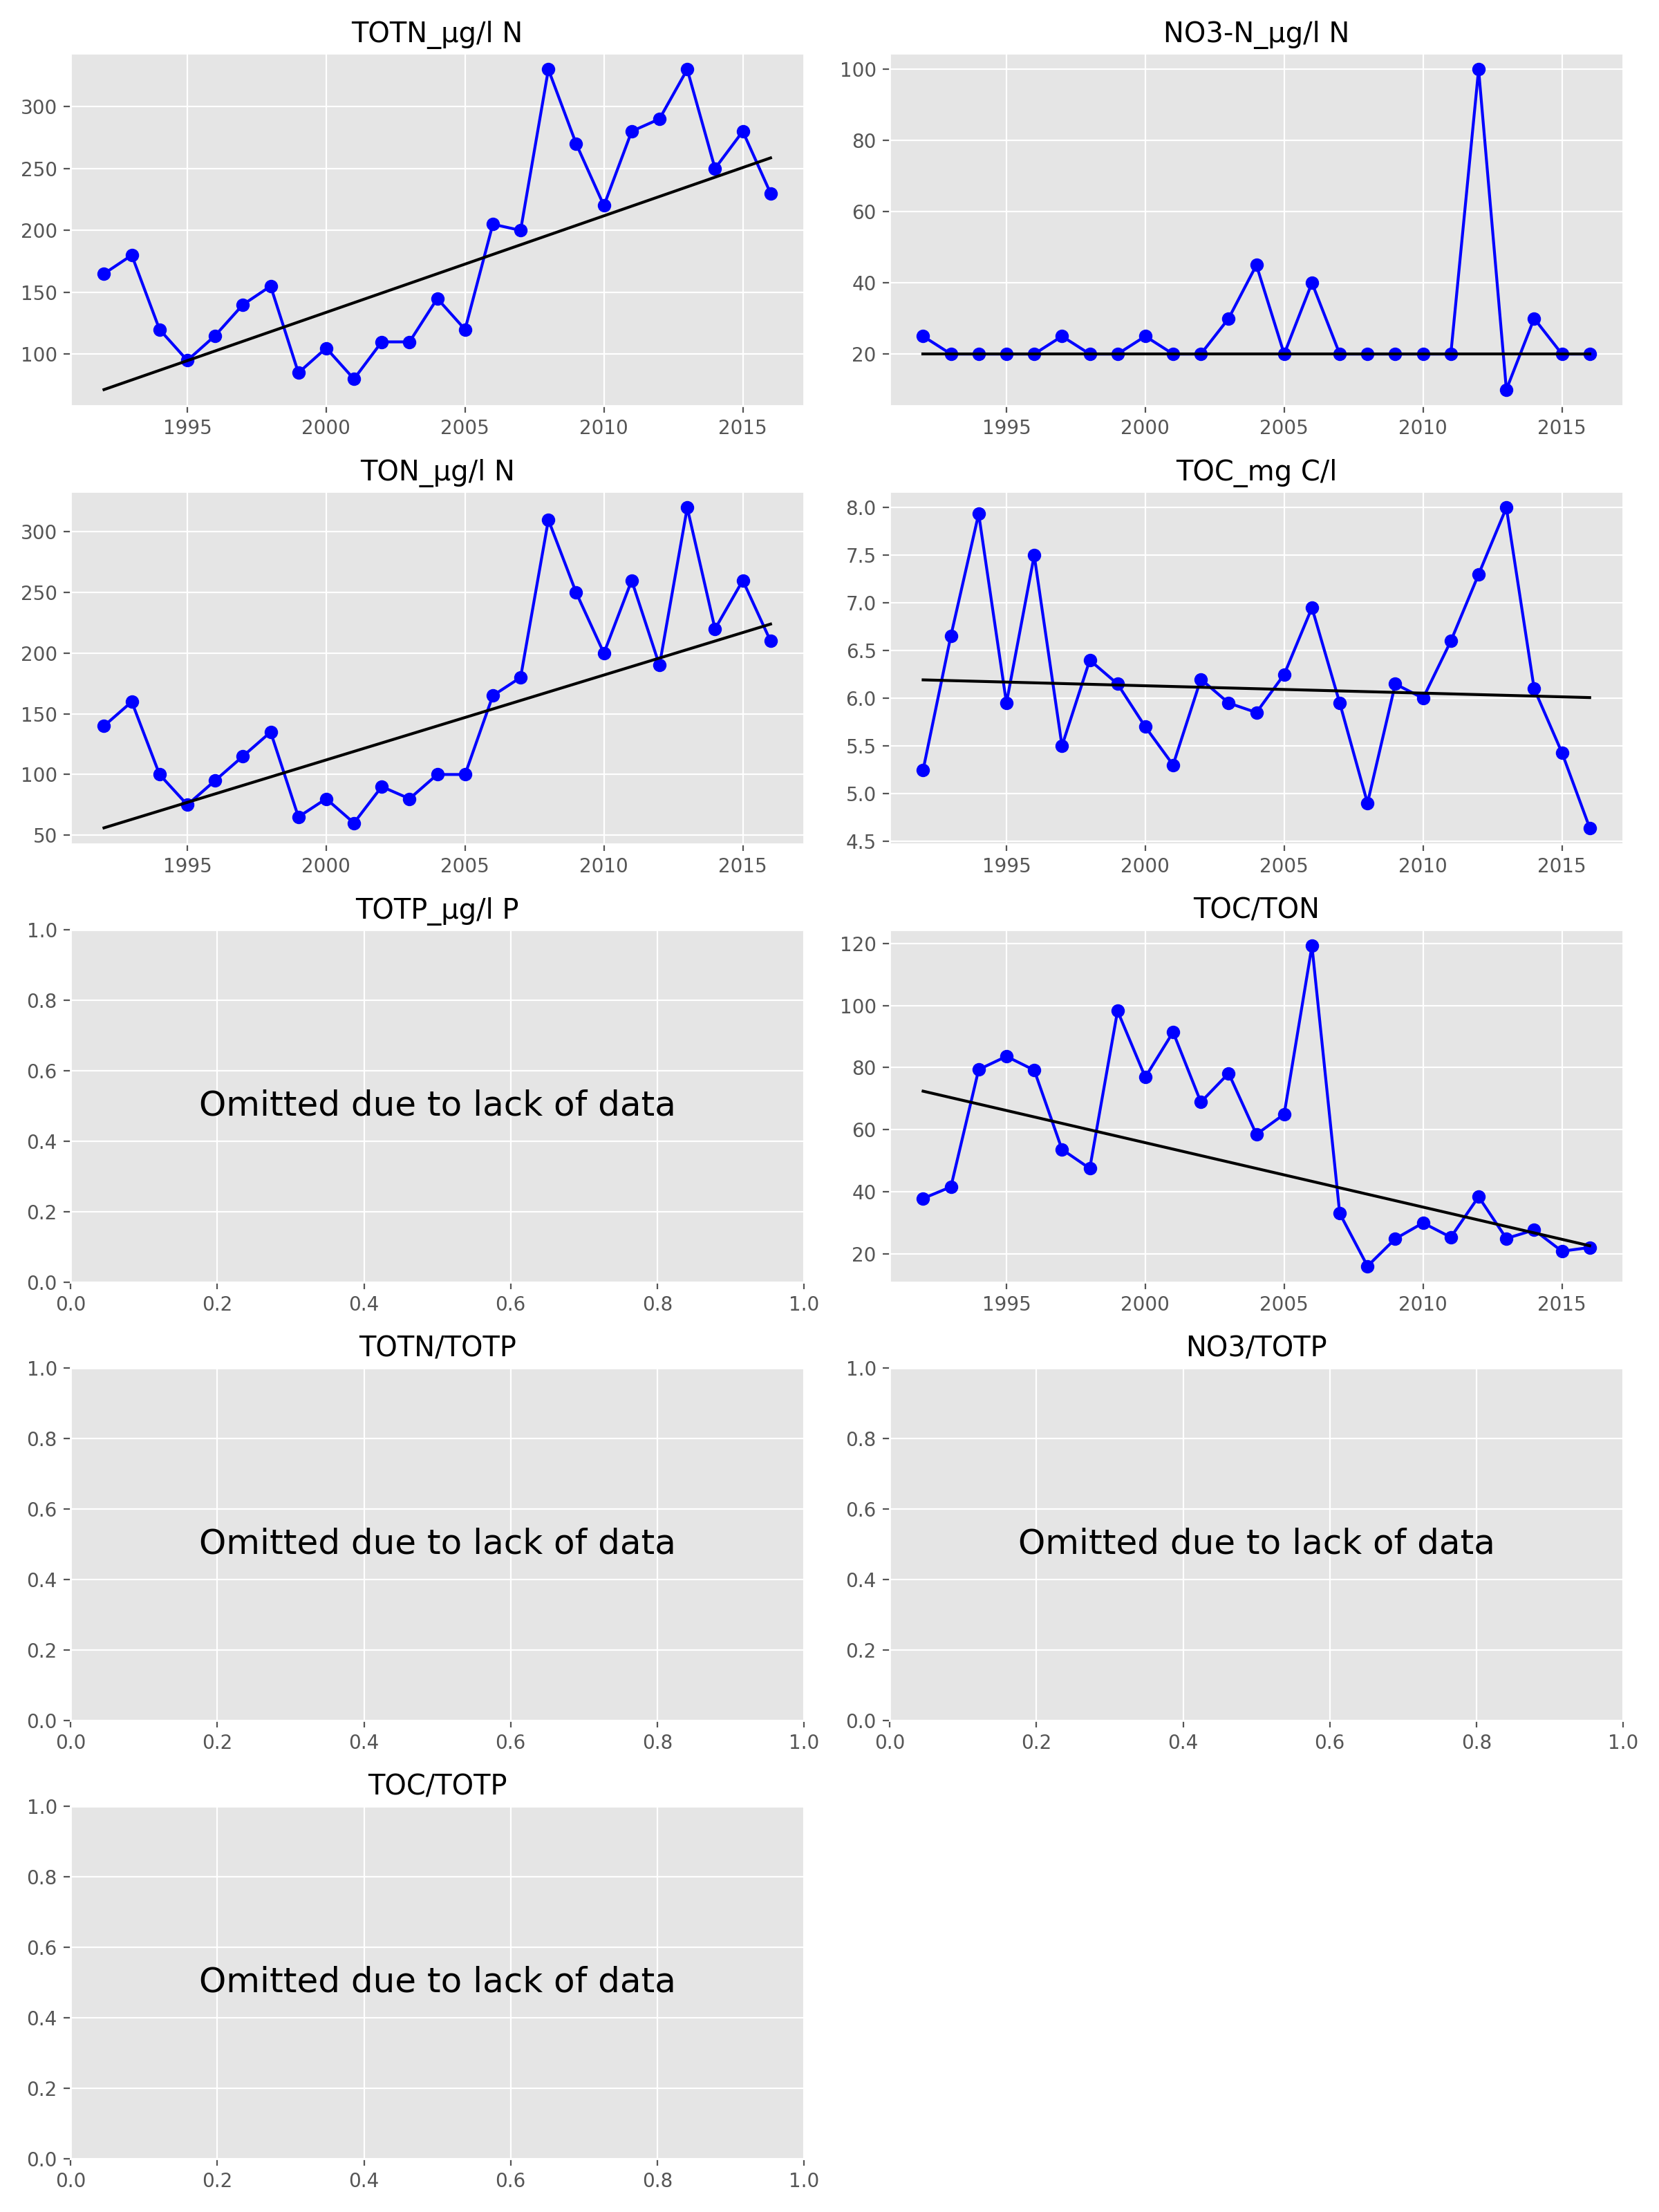 TOTN_µg/l N
NO3-N_µg/l N
300
250
200
150
100
1995 2000 2005 2010 2015
100
80
60
40
20
1995 2000 2005 2010 2015
TON_µg/l N
TOC_mg C/l
300
250
200
150
100
50
1995 2000 2005 2010 2015
8.0
7.5
7.0
6.5
6.0
5.5
5.0
4.5
1995 2000 2005 2010 2015
TOTP_µg/l P
TOC/TON
1.0
0.8
0.6
Omitted due to lack of data
0.4
0.2
0.0
0.0 0.2 0.4 0.6 0.8 1.0
120
100
80
60
40
20
1995 2000 2005 2010 2015
TOTN/TOTP
NO3/TOTP
1.0
0.8
0.6
Omitted due to lack of data
0.4
0.2
0.0
0.0 0.2 0.4 0.6 0.8 1.0
1.0
0.8
0.6
Omitted due to lack of data
0.4
0.2
0.0
0.0 0.2 0.4 0.6 0.8 1.0
TOC/TOTP
1.0
0.8
0.6
Omitted due to lack of data
0.4
0.2
0.0
0.0 0.2 0.4 0.6 0.8 1.0